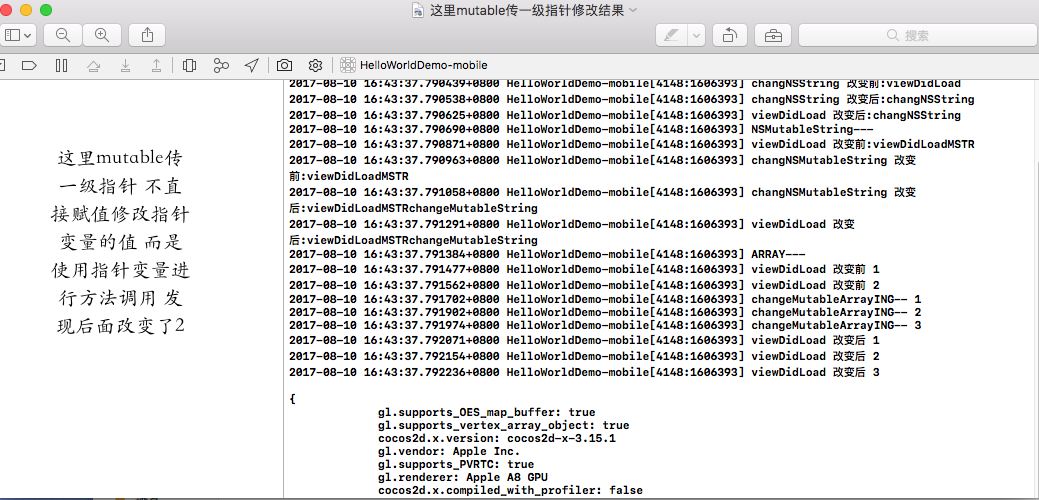 这里mutable传一级指针修改结果
搜索
HelloWorldDemo-mobile
这里mutable传
一级指针 不直
接赋值修改指针
变量的值 而是
使用指针变量进
行方法调用 发
现后面改变了2
2017-08-10 16:43:37.790439+0800 HelloWorldDemo-mobile[4148:1606393] changNSString 改变前:viewDidLoad
2017-08-10 16:43:37.790538+0800 HelloWorldDemo-mobile[4148:1606393] changNSString 改变后:changNSString
2017-08-10 16:43:37.790625+0800 HelloWorldDemo-mobile[4148:1606393] viewDidLoad 改变后:changNSString
2017-08-10 16:43:37.790690+0800 HelloWorldDemo-mobile[4148:1606393] NSMutableString---
2017-08-10 16:43:37.790871+0800 HelloWorldDemo-mobile[4148:1606393] viewDidLoad 改变前:viewDidLoadMSTR
2017-08-10 16:43:37.790963+0800 HelloWorldDemo-mobile[4148:1606393] changNSMutableString 改变
前:viewDidLoadMSTR
2017-08-10 16:43:37.791058+0800 HelloWorldDemo-mobile[4148:1606393] changNSMutableString 改变
后:viewDidLoadMSTRchangeMutableString
2017-08-10 16:43:37.791291+0800 HelloWorldDemo-mobile[4148:1606393] viewDidLoad 改变
后:viewDidLoadMSTRchangeMutableString
2017-08-10 16:43:37.791384+0800 HelloWorldDemo-mobile[4148:1606393] ARRAY---
2017-08-10 16:43:37.791477+0800 HelloWorldDemo-mobile[4148:1606393] viewDidLoad 改变前 1
2017-08-10 16:43:37.791562+0800 HelloWorldDemo-mobile[4148:1606393] viewDidLoad 改变前 2
2017-08-10 16:43:37.791702+0800 HelloWorldDemo-mobile[4148:1606393] changeMutableArrayING-- 1
2017-08-10 16:43:37.791902+0800 HelloWorldDemo-mobile[4148:1606393] changeMutableArrayING-- 2
2017-08-10 16:43:37.791974+0800 HelloWorldDemo-mobile[4148:1606393] changeMutableArrayING-- 3
2017-08-10 16:43:37.792071+0800 HelloWorldDemo-mobile[4148:1606393] viewDidLoad 改变后 1
2017-08-10 16:43:37.792154+0800 HelloWorldDemo-mobile[4148:1606393] viewDidLoad 改变后 2
2017-08-10 16:43:37.792236+0800 HelloWorldDemo-mobile[4148:1606393] viewDidLoad 改变后 3
{
gl.supports_OES_map_buffer: true
gl.supports_vertex_array_object: true
cocos2d.x.version: cocos2d-x-3.15.1
gl.vendor: Apple Inc.
gl.supports_PVRTC: true
gl.renderer: Apple A8 GPU
cocos2d.x.compiled_with_profiler: false